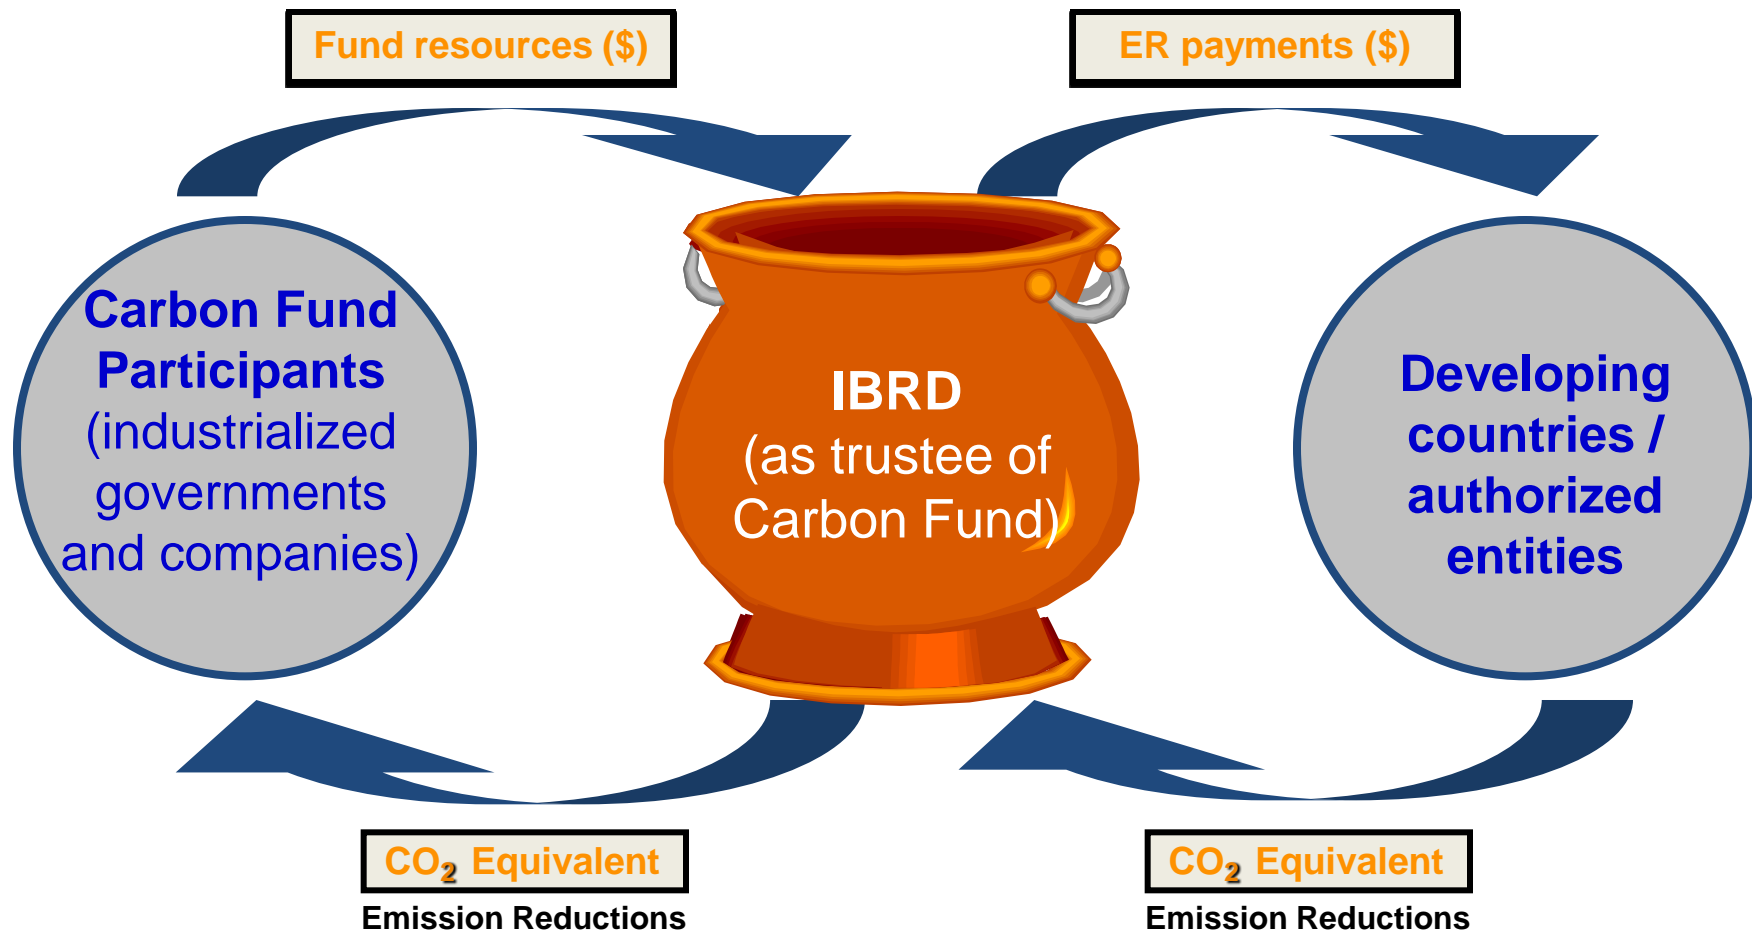 Fund resources ($)
ER payments ($)
Carbon Fund
Participants
(industrialized
governments
and companies)
IBRD
(as trustee of
Carbon Fund)
Developing
countries /
authorized
entities
CO₂ Equivalent
Emission Reductions
CO₂ Equivalent
Emission Reductions